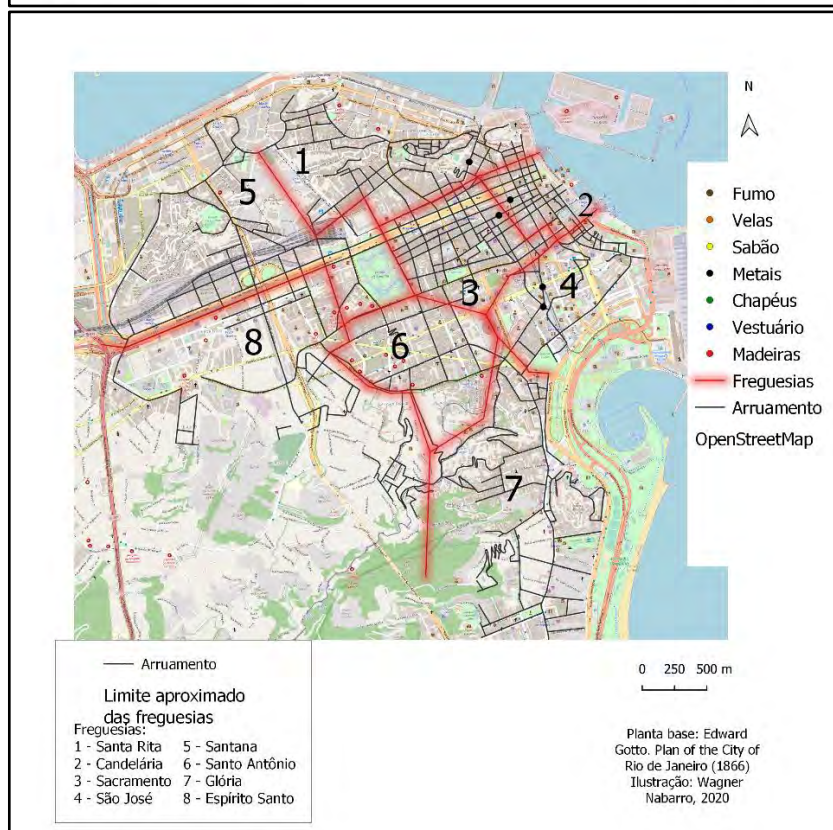 N
1
5
2
3
4
8
6
7
Fumo
Velas
Sabão
Metais
Chapéus
Vestuário
Madeiras
Freguesias
Arruamento
OpenStreetMap
Arruamento
Limite aproximado
das freguesias
Freguesias:
1 - Santa Rita 5 - Santana
2 - Candelária 6 - Santo Antônio
3 - Sacramento 7 - Glória
4 - São José 8 - Espírito Santo
0 250 500 m
Planta base: Edward
Gotto. Plan of the City of
Rio de Janeiro (1866)
Ilustração: Wagner
Nabarro, 2020